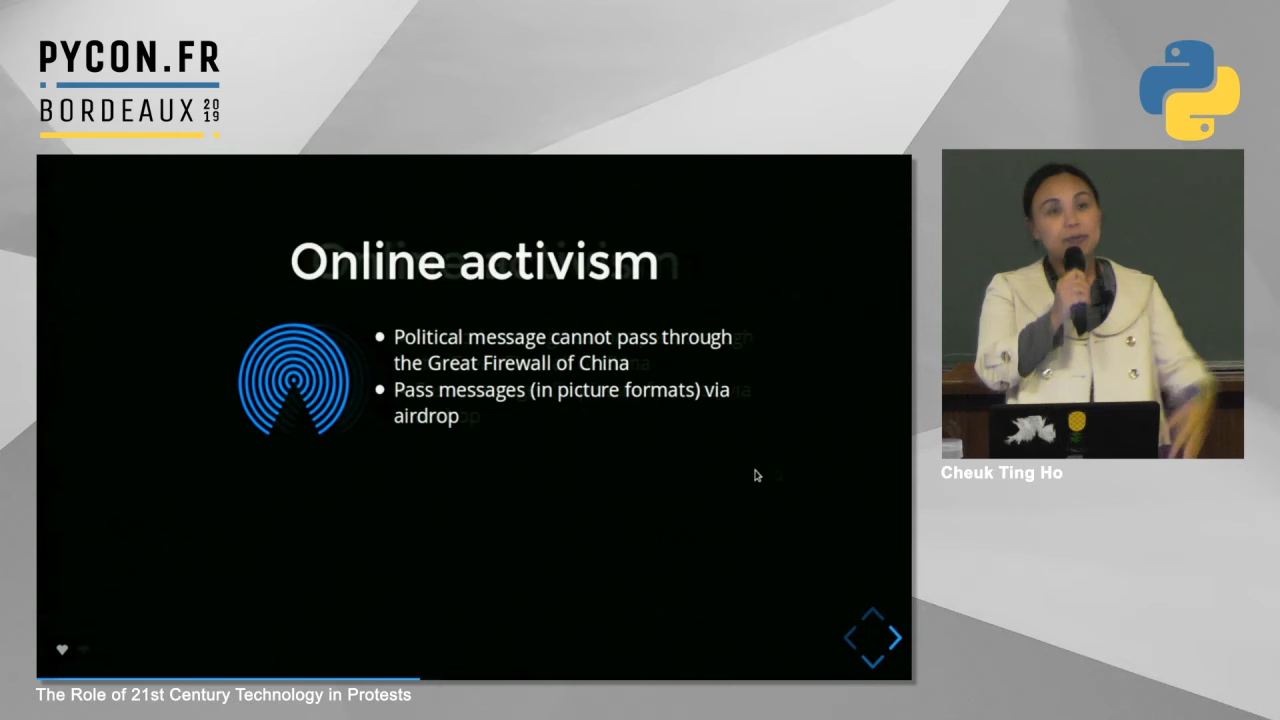 PYCON.FR
BORDEAUX 2019
Online activism
Political message cannot pass through
the Great Firewall of China
Pass messages (in picture formats) via
airdrop
Cheuk Ting Ho
The Role of 21st Century Technology in Protests